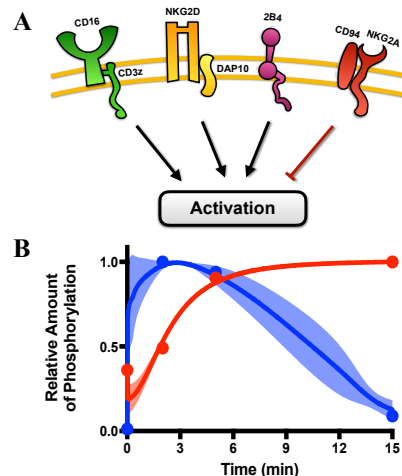 A
CD16
CD3z
NKG2D
DAP10
2B4
CD94
NKG2A
Activation
B
Relative Amount
of Phosphorylation
1.0
0.5
0.0
0
3
6
9
12
15
Time (min)